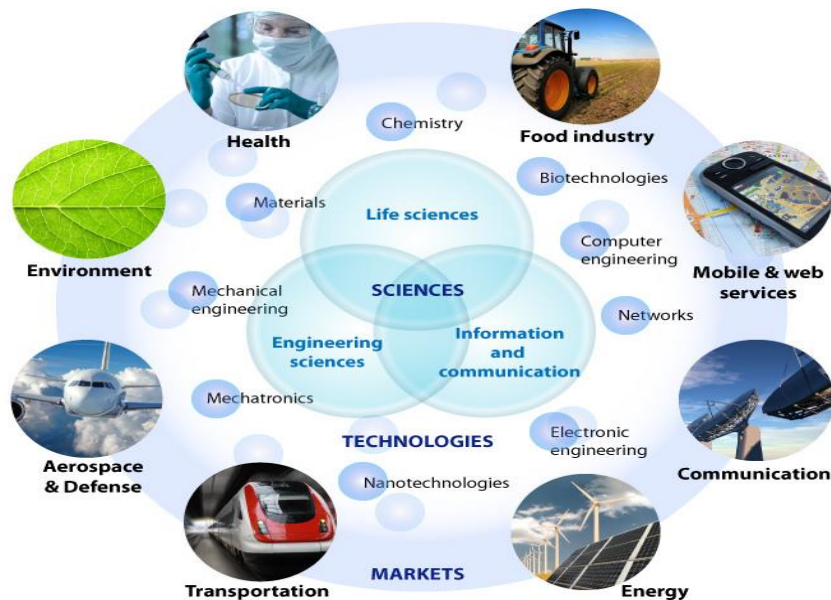 Health
Food industry
Chemistry
Biotechnologies
Materials
Life sciences
Environment
Computer
engineering
Mobile & web
services
Mechanical
engineering
SCIENCES
Networks
Engineering
sciences
Information
and
communication
Mechatronics
TECHNOLOGIES
Electronic
engineering
Aerospace
& Defense
Communication
Nanotechnologies
Transportation
MARKETS
Energy